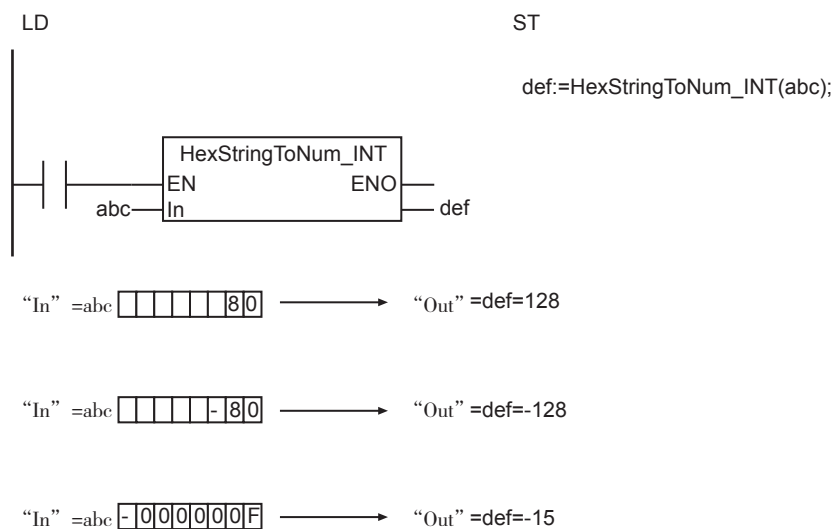 LD
ST
def:=HexStringToNum_INT(abc);
HexStringToNum_INT
EN ENO
abc In def
“In” =abc 80 “Out” =def=128
“In” =abc -80 “Out” =def=-128
“In” =abc -000000F “Out” =def=-15